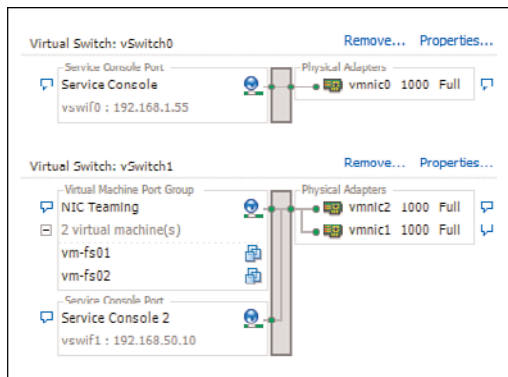 Virtual Switch: vSwitch0 Remove... Properties...
Service Console Port Physical Adapters
Service Console vmnic0 1000 Full
vswif0 : 192.168.1.55
Virtual Switch: vSwitch1 Remove... Properties...
Virtual Machine Port Group Physical Adapters
NIC Teaming vmnic2 1000 Full
2 virtual machine(s) vmnic1 1000 Full
vm-fs01
vm-fs02
Service Console Port
Service Console 2
vswif1 : 192.168.50.10